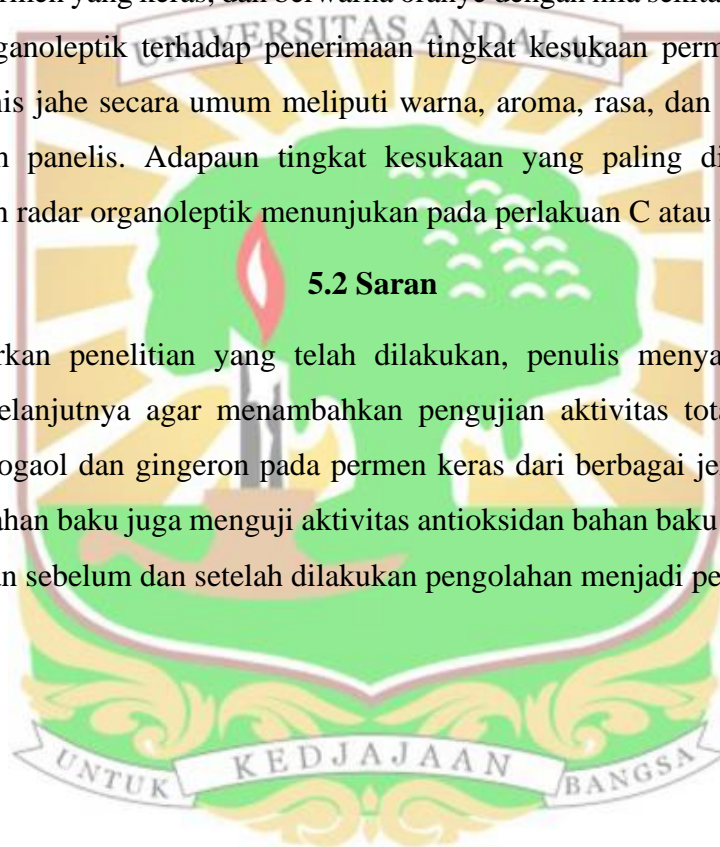 rmen yang keras, dan berwarna oranye dengan
UNIVERSITAS ANDALAS
ganoleptik terhadap penerimaan tingkat kesukaan perm
nis jahe secara umum meliputi warna, aroma, rasa, dan
n panelis. Adapaun tingkat kesukaan yang paling di
n radar organoleptik menunjukan pada perlakuan C atau
5.2 Saran
rkan penelitian yang telah dilakukan, penulis menya
elanjutnya agar menambahkan pengujian aktivitas tota
ogaol dan gingeron pada permen keras dari berbagai je
ahan baku juga menguji aktivitas antioksidan bahan baku
an sebelum dan setelah dilakukan pengolahan menjadi pe
UNTUK KEDJAJAAN BANGSA